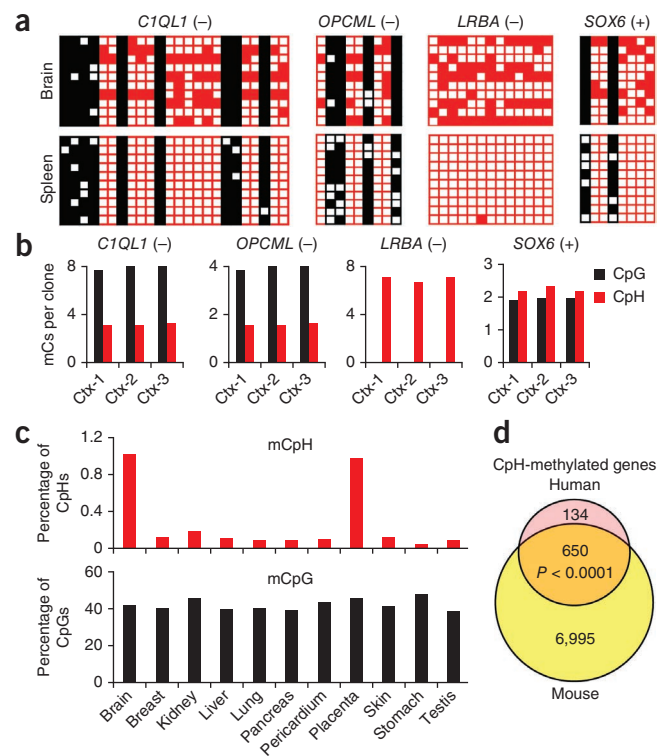 a
C1QL1 (–) OPCML (–) LRBA (–) SOX6 (+)
Brain
Spleen
b
C1QL1 (–) OPCML (–) LRBA (–) SOX6 (+)
mCs per clone
8 4 0
4 2 0
8 4 0
3 2 1 0
CpG
CpH
Ctx-1 Ctx-2 Ctx-3 Ctx-1 Ctx-2 Ctx-3 Ctx-1 Ctx-2 Ctx-3 Ctx-1 Ctx-2 Ctx-3
c
mCpH
Percentage of
CpHs
1.2
0.8
0.4
0
mCpG
Percentage of
CpGs
60
40
20
0
Brain Breast Kidney Liver Lung Pancreas Pericardium Placenta Skin Stomach Testis
d
CpH-methylated genes
Human
134
650
P < 0.0001
6,995
Mouse